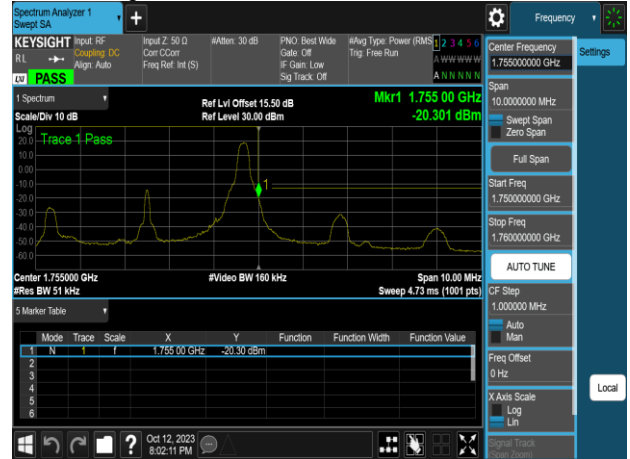 Spectrum Analyzer 1
Swept SA
Frequency
KEYSIGHT
RL
LXI
PASS
Input: RF
Coupling: DC
Align: Auto
Input Z: 50 Ω
Corr CCorr
Freq Ref: Int (S)
#Atten: 30 dB
PNO: Best Wide
Gate: Off
IF Gain: Low
Sig Track: Off
#Avg Type: Power (RMS
Trig: Free Run
1 2 3 4 5 6
A W W W W W
A N N N N N
1 Spectrum
Scale/Div 10 dB
Ref Lvl Offset 15.50 dB
Ref Level 30.00 dBm
Mkr1 1.755 00 GHz
-20.301 dBm
Log
Trace 1 Pass
20.0
10.0
0.00
-10.0
-20.0
-30.0
-40.0
-50.0
-60.0
1
Center 1.755000 GHz
#Res BW 51 kHz
#Video BW 160 kHz
Span 10.00 MHz
Sweep 4.73 ms (1001 pts)
5 Marker Table
Mode Trace Scale X Y Function Function Width Function Value
1 N 1 f 1.755 00 GHz -20.30 dBm
2
3
4
5
6
Oct 12, 2023
8:02:11 PM
Center Frequency
1.755000000 GHz
Span
10.0000000 MHz
Swept Span
Zero Span
Full Span
Start Freq
1.750000000 GHz
Stop Freq
1.760000000 GHz
AUTO TUNE
CF Step
1.000000 MHz
Auto
Man
Freq Offset
0 Hz
X Axis Scale
Log
Lin
Signal Track
(Span Zoom)
Settings
Local